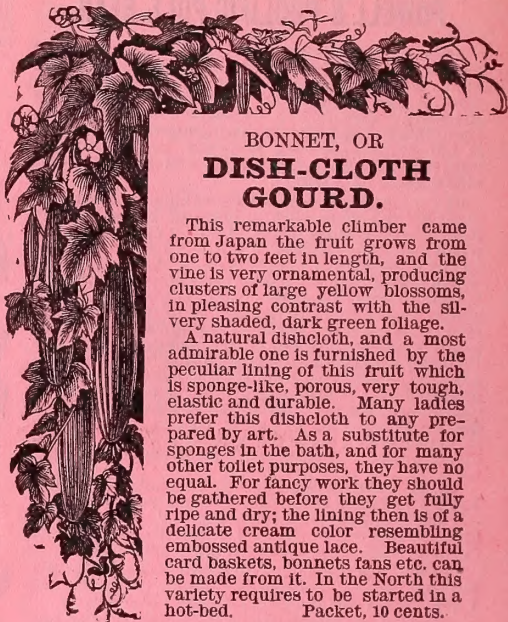 BONNET, OR
DISH-CLOTH
GOURD.
This remarkable climber came
from Japan the fruit grows from
one to two feet in length, and the
vine is very ornamental, producing
clusters of large yellow blossoms,
in pleasing contrast with the sil-
very shaded, dark green foliage.
A natural dishcloth, and a most
admirable one is furnished by the
peculiar lining of this fruit which
is sponge-like, porous, very tough,
elastic and durable. Many ladies
prefer this dishcloth to any pre-
pared by art. As a substitute for
sponges in the bath, and for many
other toilet purposes, they have no
equal. For fancy work they should
be gathered before they get fully
ripe and dry; the lining then is of a
delicate cream color resembling
embossed antique lace. Beautiful
card baskets, bonnets fans etc. can
be made from it. In the North this
variety requires to be started in a
hot-bed. Packet, 10 cents.